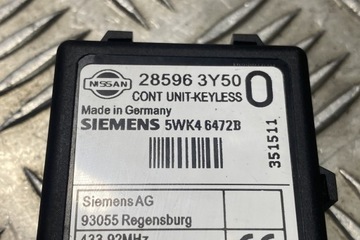 NISSAN 28596 3Y50 O
CONT UNIT-KEYLESS
Made in Germany
SIEMENS 5WK4 6472B
351511
Siemens AG
93055 Regensburg
433.92MHz CE